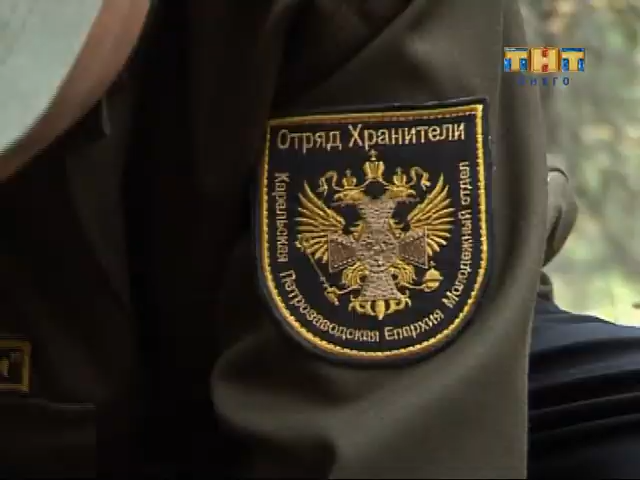 Отряд Хранители
Карельская Петрозаводская Епархия Молодежный отдел
ТНТ